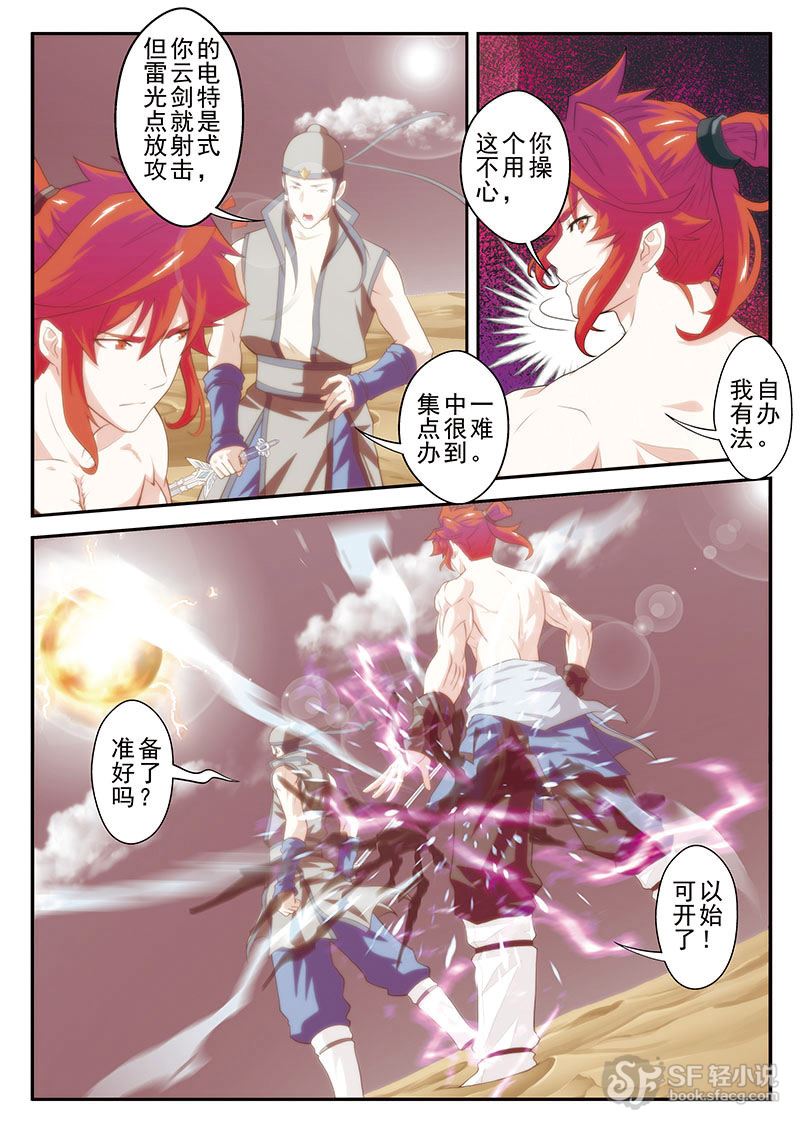 但雷光点放攻
你云剑就射击，
的电特是式
集点办
中很到。
一难
这不心，
个用
你操
我有法。
自办
准好吗？
备了
可开了
以始！
SF轻小说
book.sfacg.com